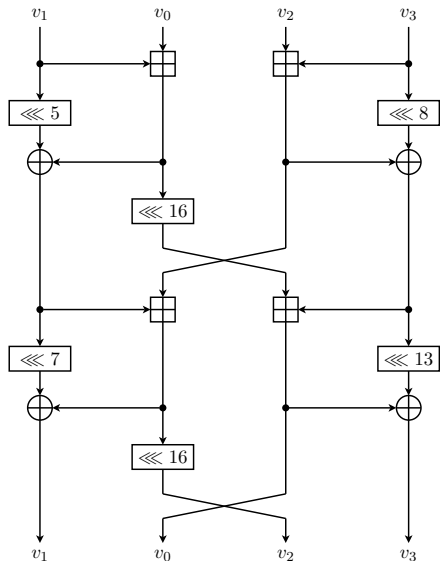 v₁ v₀ v₂ v₃
⋘ 5 ⋘ 8
⋘ 16
⋘ 7 ⋘ 13
⋘ 16
v₁ v₀ v₂ v₃